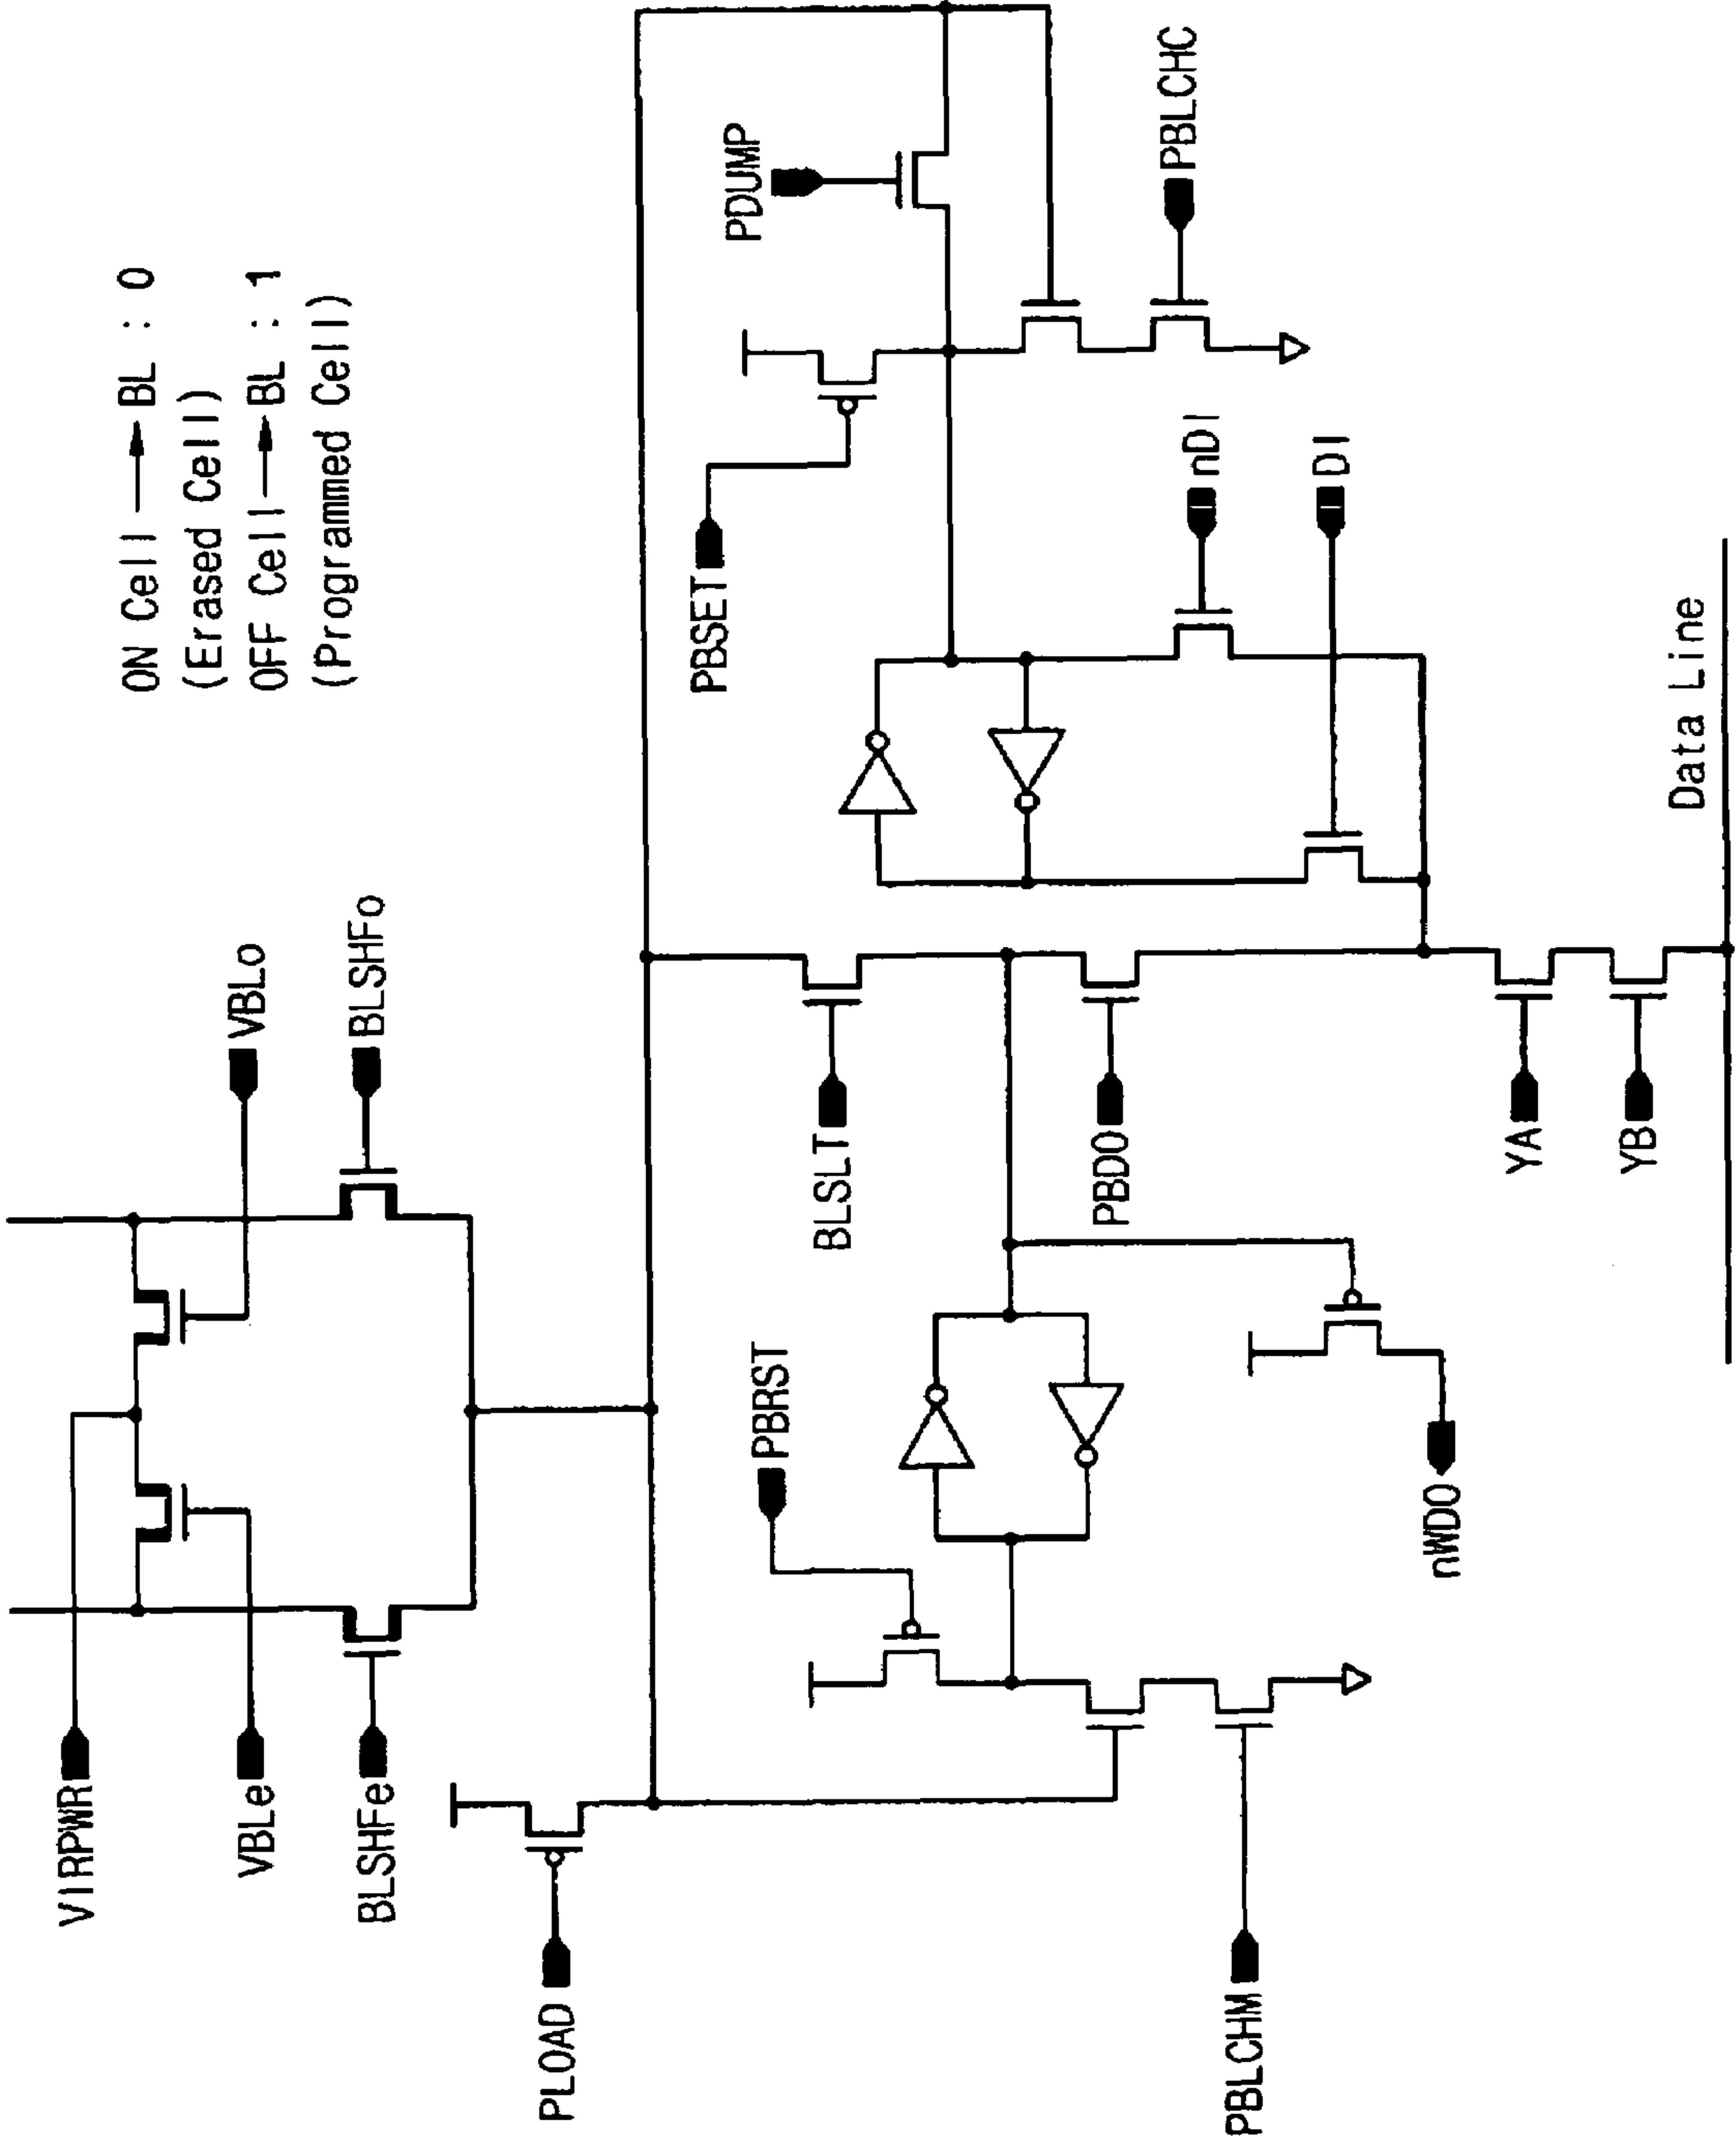 VIRPWR
VBLe
BLSHFe
VBLo
BLSHFo
ON Cell → BL : 0
(Erased Cell)
OFF Cell → BL : 1
(Programmed Cell)
PLOAD
PBLCHM
PBRST
nWDO
BLSLT
PBDO
YA
YB
PBSET
PDUMP
PBLCHC
nDI
DI
Data Line